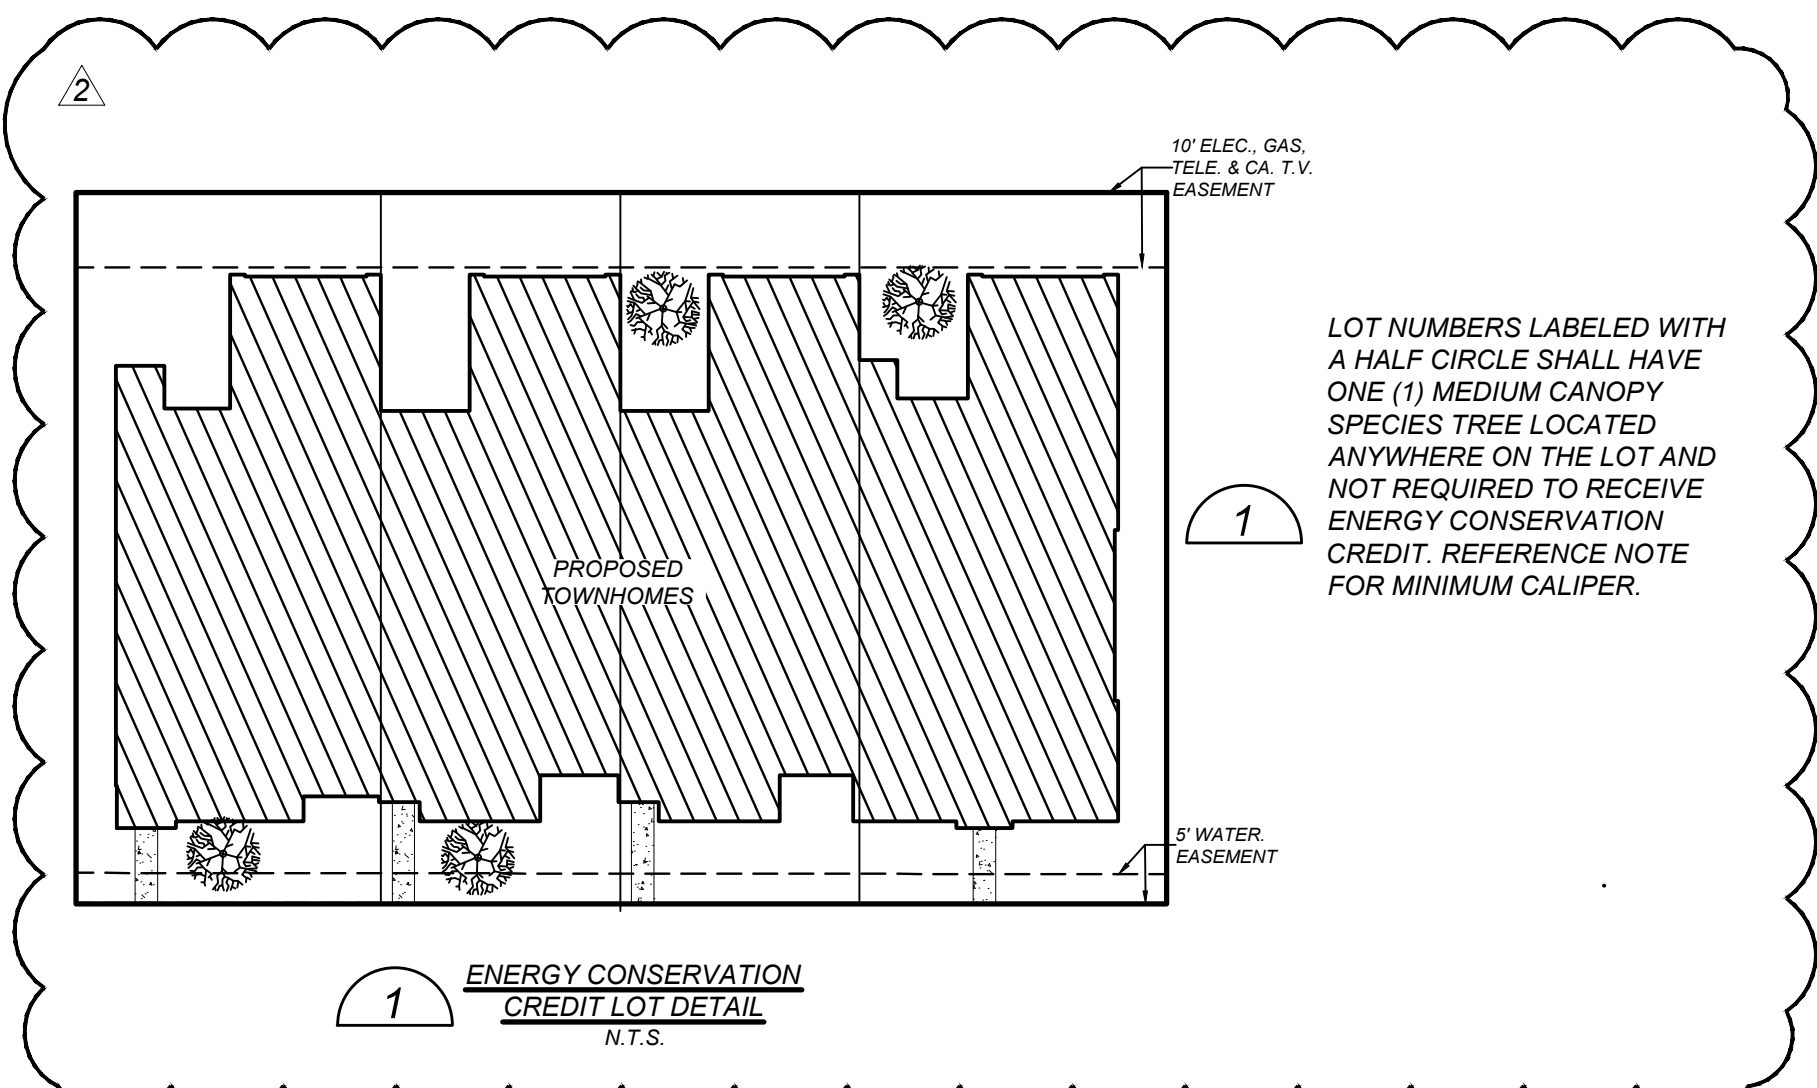 2
10' ELEC., GAS,
TELE. & CA. T.V.
EASEMENT
LOT NUMBERS LABELED WITH
A HALF CIRCLE SHALL HAVE
ONE (1) MEDIUM CANOPY
SPECIES TREE LOCATED
ANYWHERE ON THE LOT AND
NOT REQUIRED TO RECEIVE
ENERGY CONSERVATION
CREDIT. REFERENCE NOTE
FOR MINIMUM CALIPER.
1
PROPOSED
TOWNHOMES
5' WATER.
EASEMENT
1
ENERGY CONSERVATION
CREDIT LOT DETAIL
N.T.S.